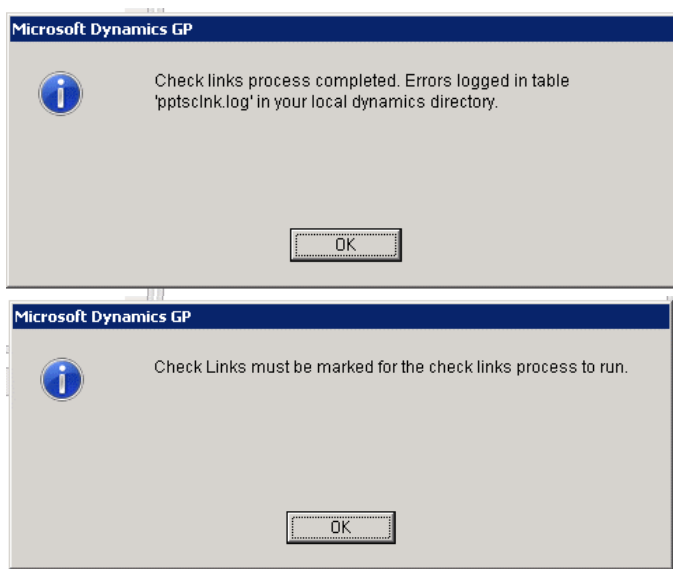 Microsoft Dynamics GP
Check links process completed. Errors logged in table
'pptsclnk.log' in your local dynamics directory.
OK
Microsoft Dynamics GP
Check Links must be marked for the check links process to run.
OK